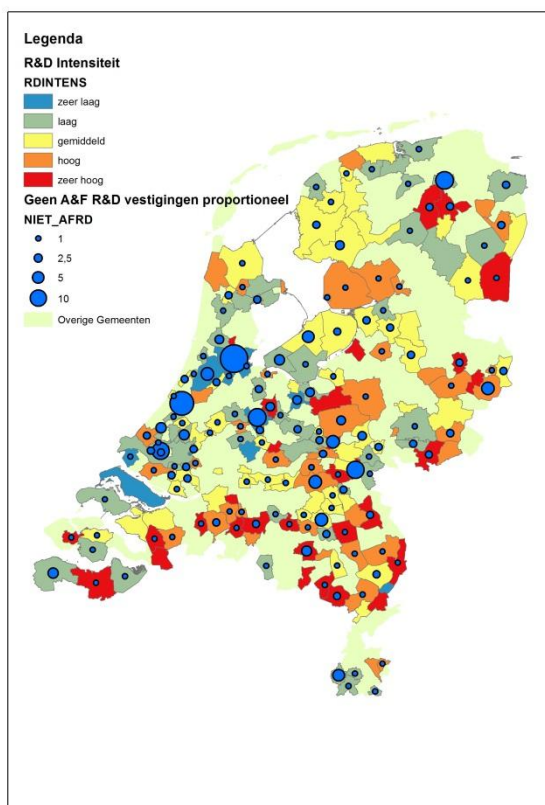 Legenda
R&D Intensiteit
RDINTENS
zeer laag
laag
gemiddeld
hoog
zeer hoog
Geen A&F R&D vestigingen proportioneel
NIET_AFRD
1
2,5
5
10
Overige Gemeenten